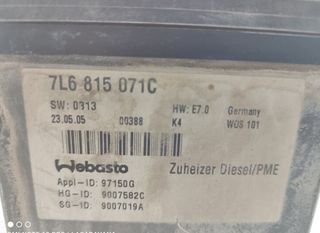 7L6 815 071C
SW: 0313 HW: E7.0 Germany
23.05.05 00388 K4 WOS 101
Webasto Zuheizer Diesel/PME
Appl-ID: 97150G
HG-ID: 9007582C
SG-ID: 9007019A